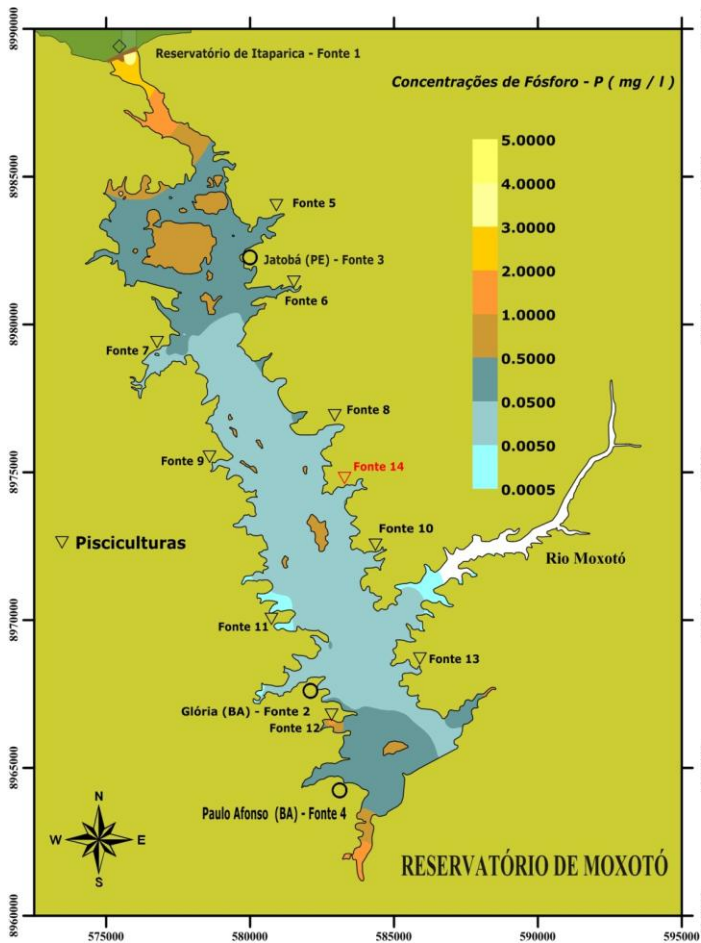 8990000
Reservatório de Itaparica - Fonte 1
Concentrações de Fósforo - P ( mg / l )
5.0000
4.0000
3.0000
2.0000
1.0000
0.5000
0.0500
0.0050
0.0005
8985000
Fonte 5
Jatobá (PE) - Fonte 3
Fonte 6
8980000
Fonte 7
Fonte 8
Fonte 9
Fonte 14
8975000
Fonte 10
Pisciculturas
Rio Moxotó
8970000
Fonte 11
Fonte 13
Glória (BA) - Fonte 2
Fonte 12
8965000
Paulo Afonso (BA) - Fonte 4
N
W
E
S
RESERVATÓRIO DE MOXOTÓ
8960000
575000
580000
585000
590000
595000